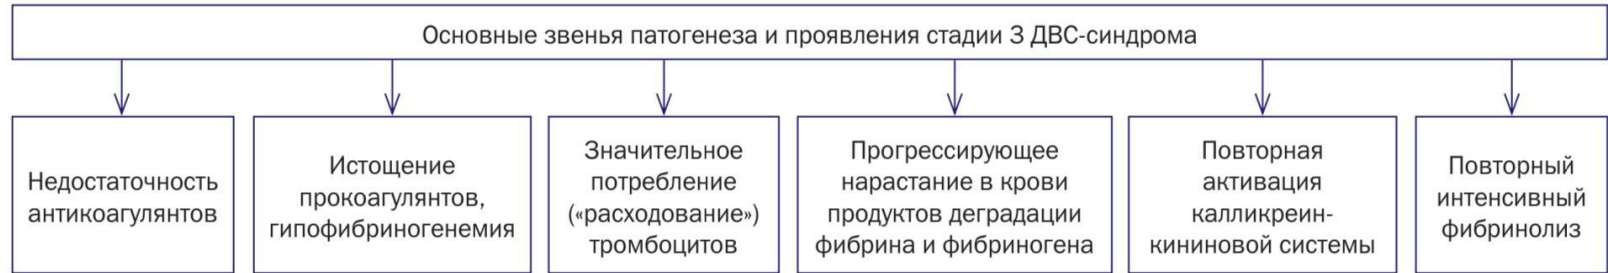 Основные звенья патогенеза и проявления стадии 3 ДВС-синдрома
Недостаточность
антикоагулянтов
Истощение
прокоагулянтов,
гипофибриногенемия
Значительное
потребление
(«расходование»)
тромбоцитов
Прогрессирующее
нарастание в крови
продуктов деградации
фибрина и фибриногена
Повторная
активация
калликреин-
кининовой системы
Повторный
интенсивный
фибринолиз